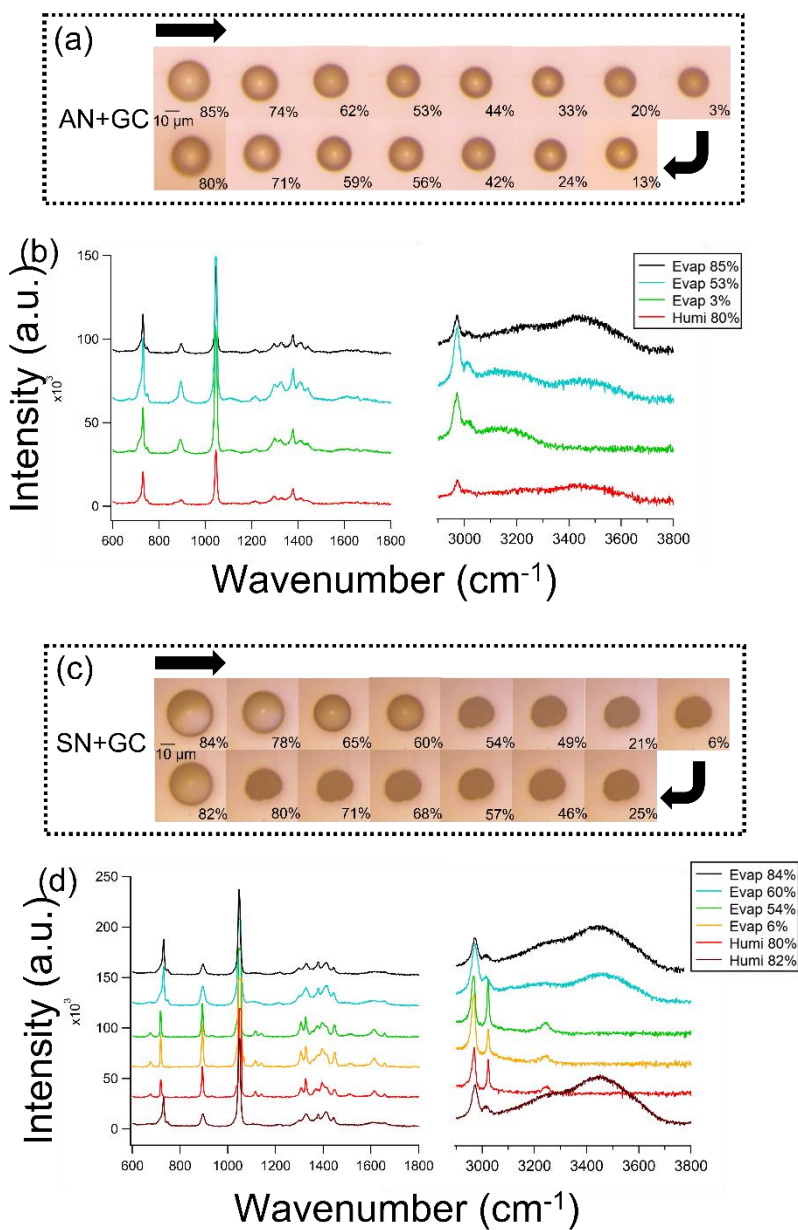 (a)
AN+GC
85% 74% 62% 53% 44% 33% 20% 3%
10 µm
80% 71% 59% 56% 42% 24% 13%
(b)
Intensity (a.u.)
x10³
150
100
50
0
Evap 85%
Evap 53%
Evap 3%
Humi 80%
600 800 1000 1200 1400 1600 1800 3000 3200 3400 3600 3800
Wavenumber (cm⁻¹)
(c)
SN+GC
84% 78% 65% 60% 54% 49% 21% 6%
10 µm
82% 80% 71% 68% 57% 46% 25%
(d)
Intensity (a.u.)
x10³
250
200
150
100
50
0
Evap 84%
Evap 60%
Evap 54%
Evap 6%
Humi 80%
Humi 82%
600 800 1000 1200 1400 1600 1800 3000 3200 3400 3600 3800
Wavenumber (cm⁻¹)